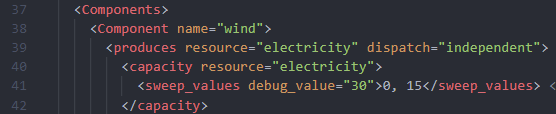 37 <Components>
38 <Component name="wind">
39 <produces resource="electricity" dispatch="independent">
40 <capacity resource="electricity">
41 <sweep_values debug_value="30">0, 15</sweep_values> <
42 </capacity>